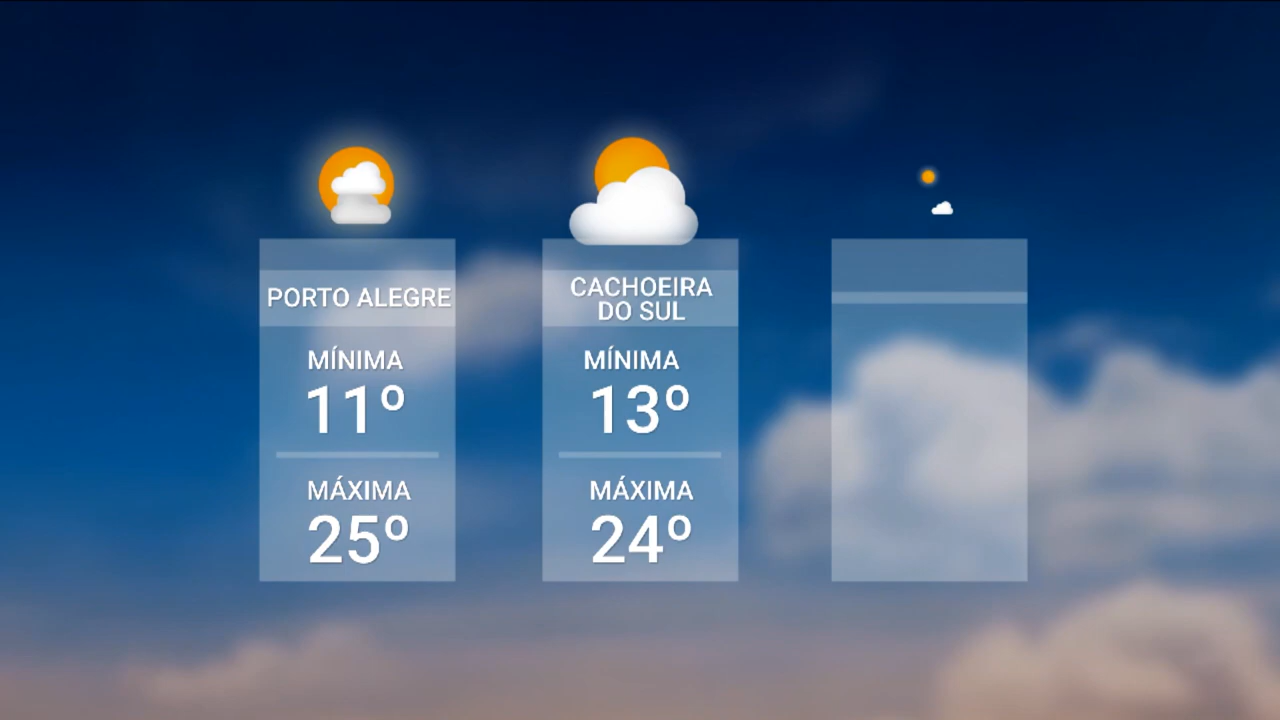 PORTO ALEGRE
MÍNIMA
11º
MÁXIMA
25º
CACHOEIRA
DO SUL
MÍNIMA
13º
MÁXIMA
24º